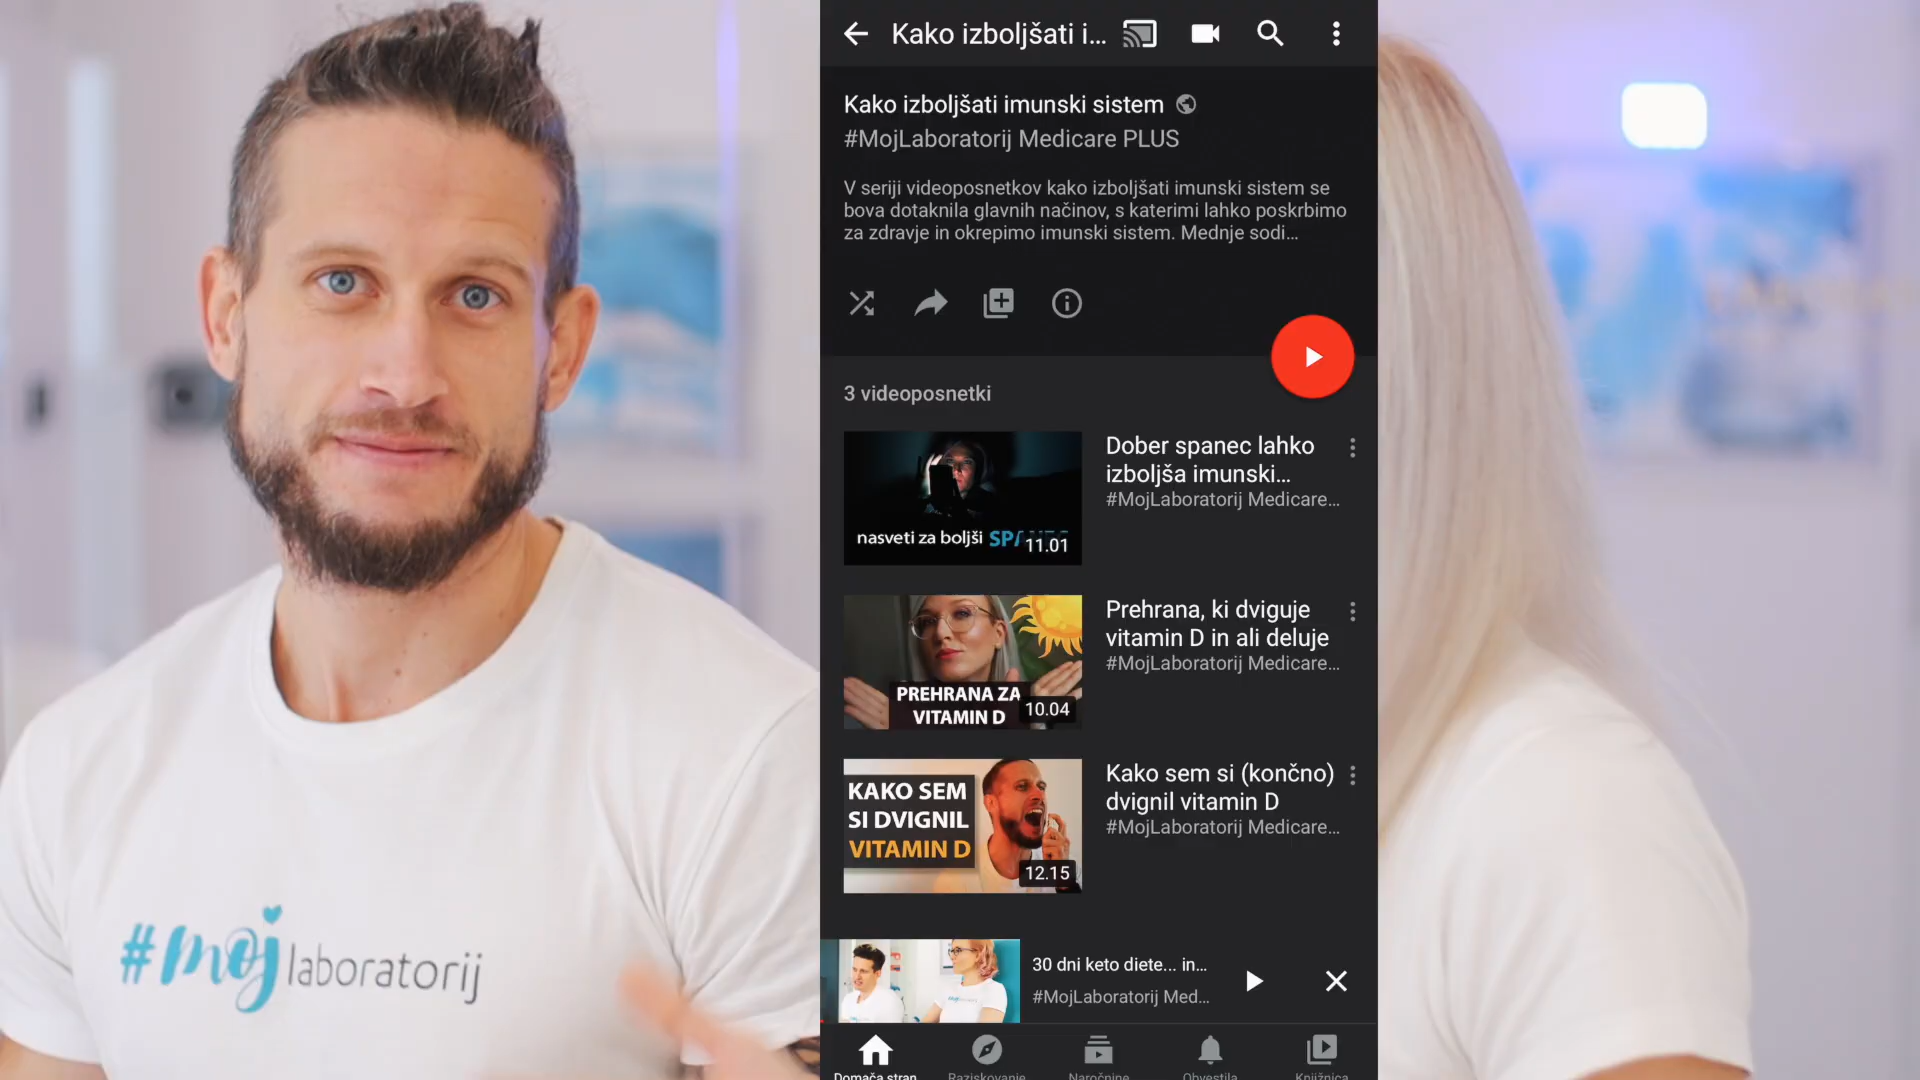 Kako izboljšati i...
Kako izboljšati imunski sistem
#MojLaboratorij Medicare PLUS
V seriji videoposnetkov kako izboljšati imunski sistem se
bova dotaknila glavnih načinov, s katerimi lahko poskrbimo
za zdravje in okrepimo imunski sistem. Mednje sodi...
3 videoposnetki
nasveti za boljši
11.01
Dober spanec lahko
izboljša imunski...
#MojLaboratorij Medicare...
PREHRANA ZA
VITAMIN D
10.04
Prehrana, ki dviguje
vitamin D in ali deluje
#MojLaboratorij Medicare...
KAKO SEM
SI DVIGNIL
VITAMIN D
12.15
Kako sem si (končno)
dvignil vitamin D
#MojLaboratorij Medicare...
30 dni keto diete... in...
#MojLaboratorij Med...
Domača stran
Raziskovanje
Naročnine
Obvestila
Knjižnica
#moj laboratorij